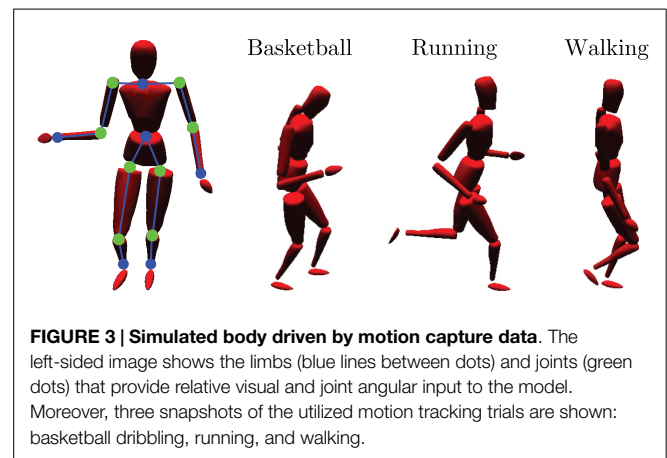 Basketball Running Walking
FIGURE 3 | Simulated body driven by motion capture data. The
left-sided image shows the limbs (blue lines between dots) and joints (green
dots) that provide relative visual and joint angular input to the model.
Moreover, three snapshots of the utilized motion tracking trials are shown:
basketball dribbling, running, and walking.